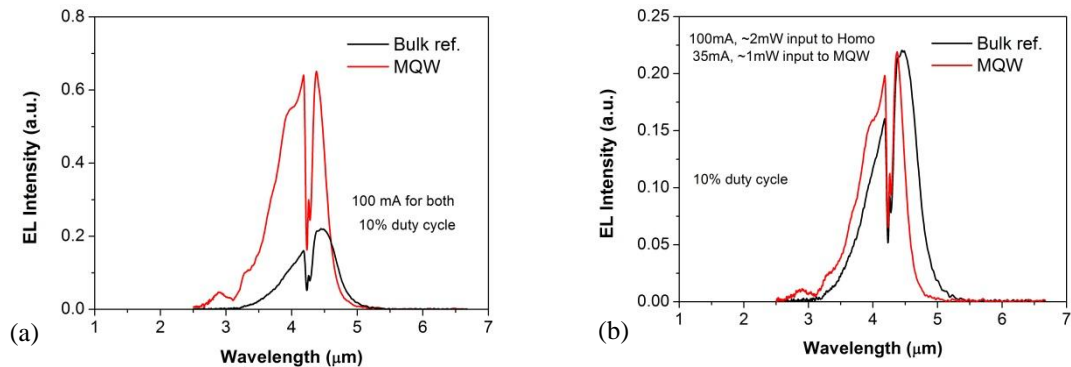 0.8
0.6
0.4
0.2
0.0
EL Intensity (a.u.)
Bulk ref.
MQW
100 mA for both
10% duty cycle
1 2 3 4 5 6 7
Wavelength (μm)
(a)
0.25
0.20
0.15
0.10
0.05
0.00
EL Intensity (a.u.)
100mA, ~2mW input to Homo
35mA, ~1mW input to MQW
Bulk ref.
MQW
10% duty cycle
1 2 3 4 5 6 7
Wavelength (μm)
(b)